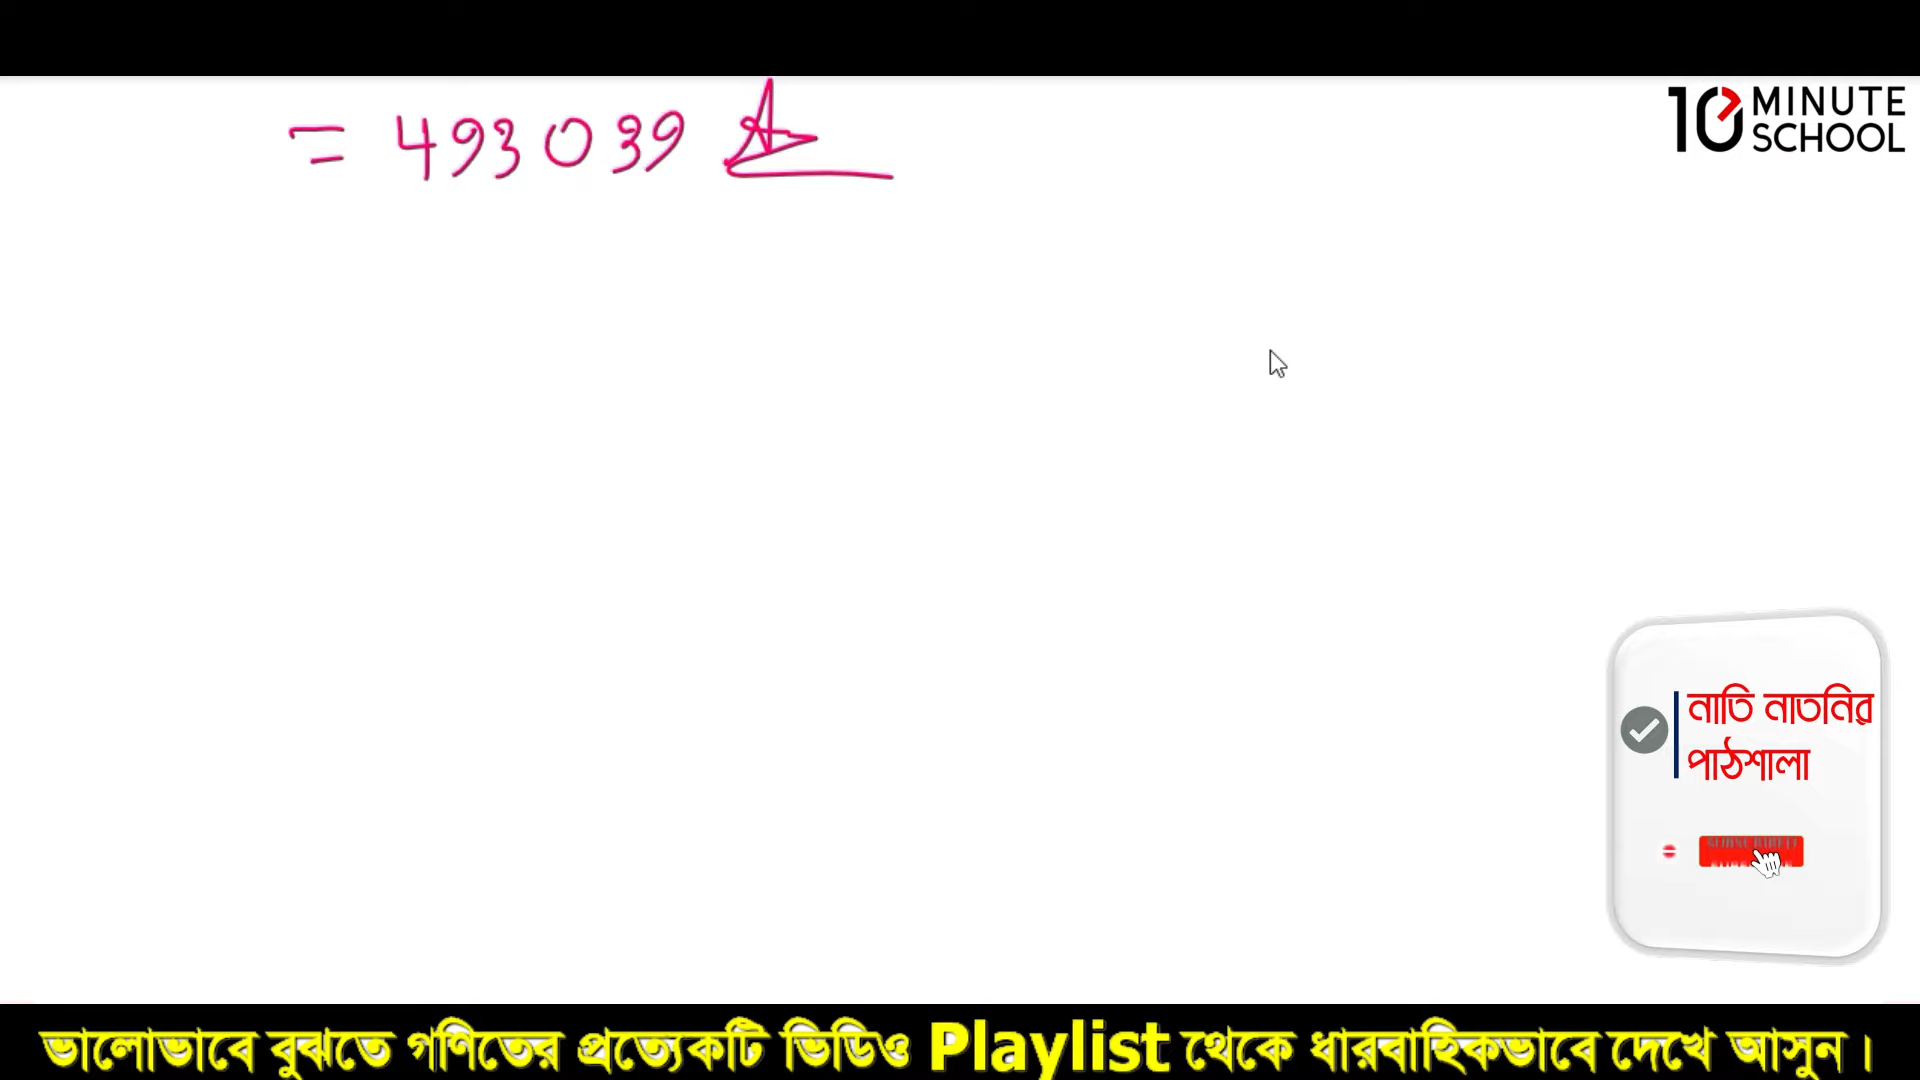 = 493039 A
10 MINUTE
SCHOOL
নাতি নাতনির
পাঠশালা
ভালোভাবে বুঝতে গণিতের প্রত্যেকটি ভিডিও Playlist থেকে ধারবাহিকভাবে দেখে আসুন।